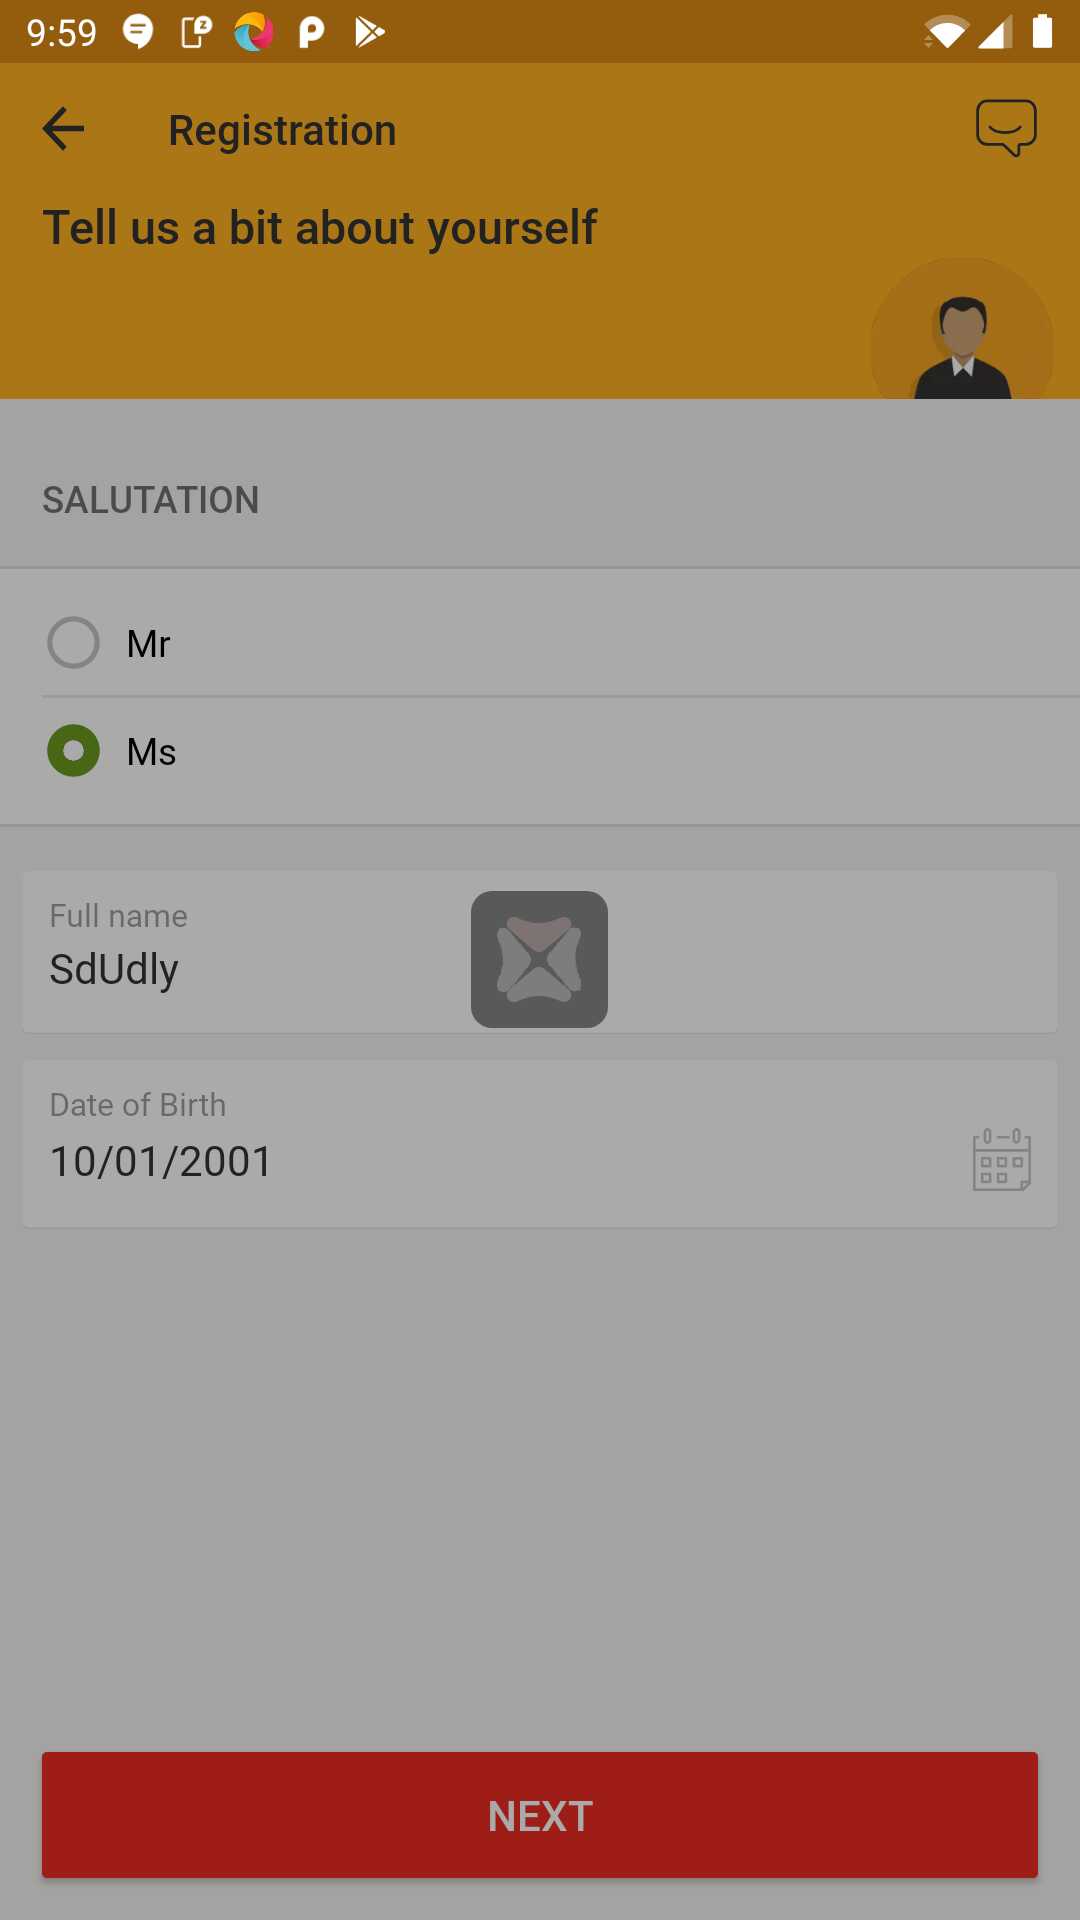 9:59
Registration
Tell us a bit about yourself
SALUTATION
Mr
Ms
Full name
SdUdly
Date of Birth
10/01/2001
NEXT